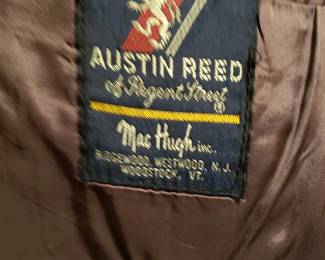 AUSTIN REED
of Regent Street®
Mac Hugh inc.
RIDGEWOOD, WESTWOOD, N.J.
WOODSTOCK, VT.